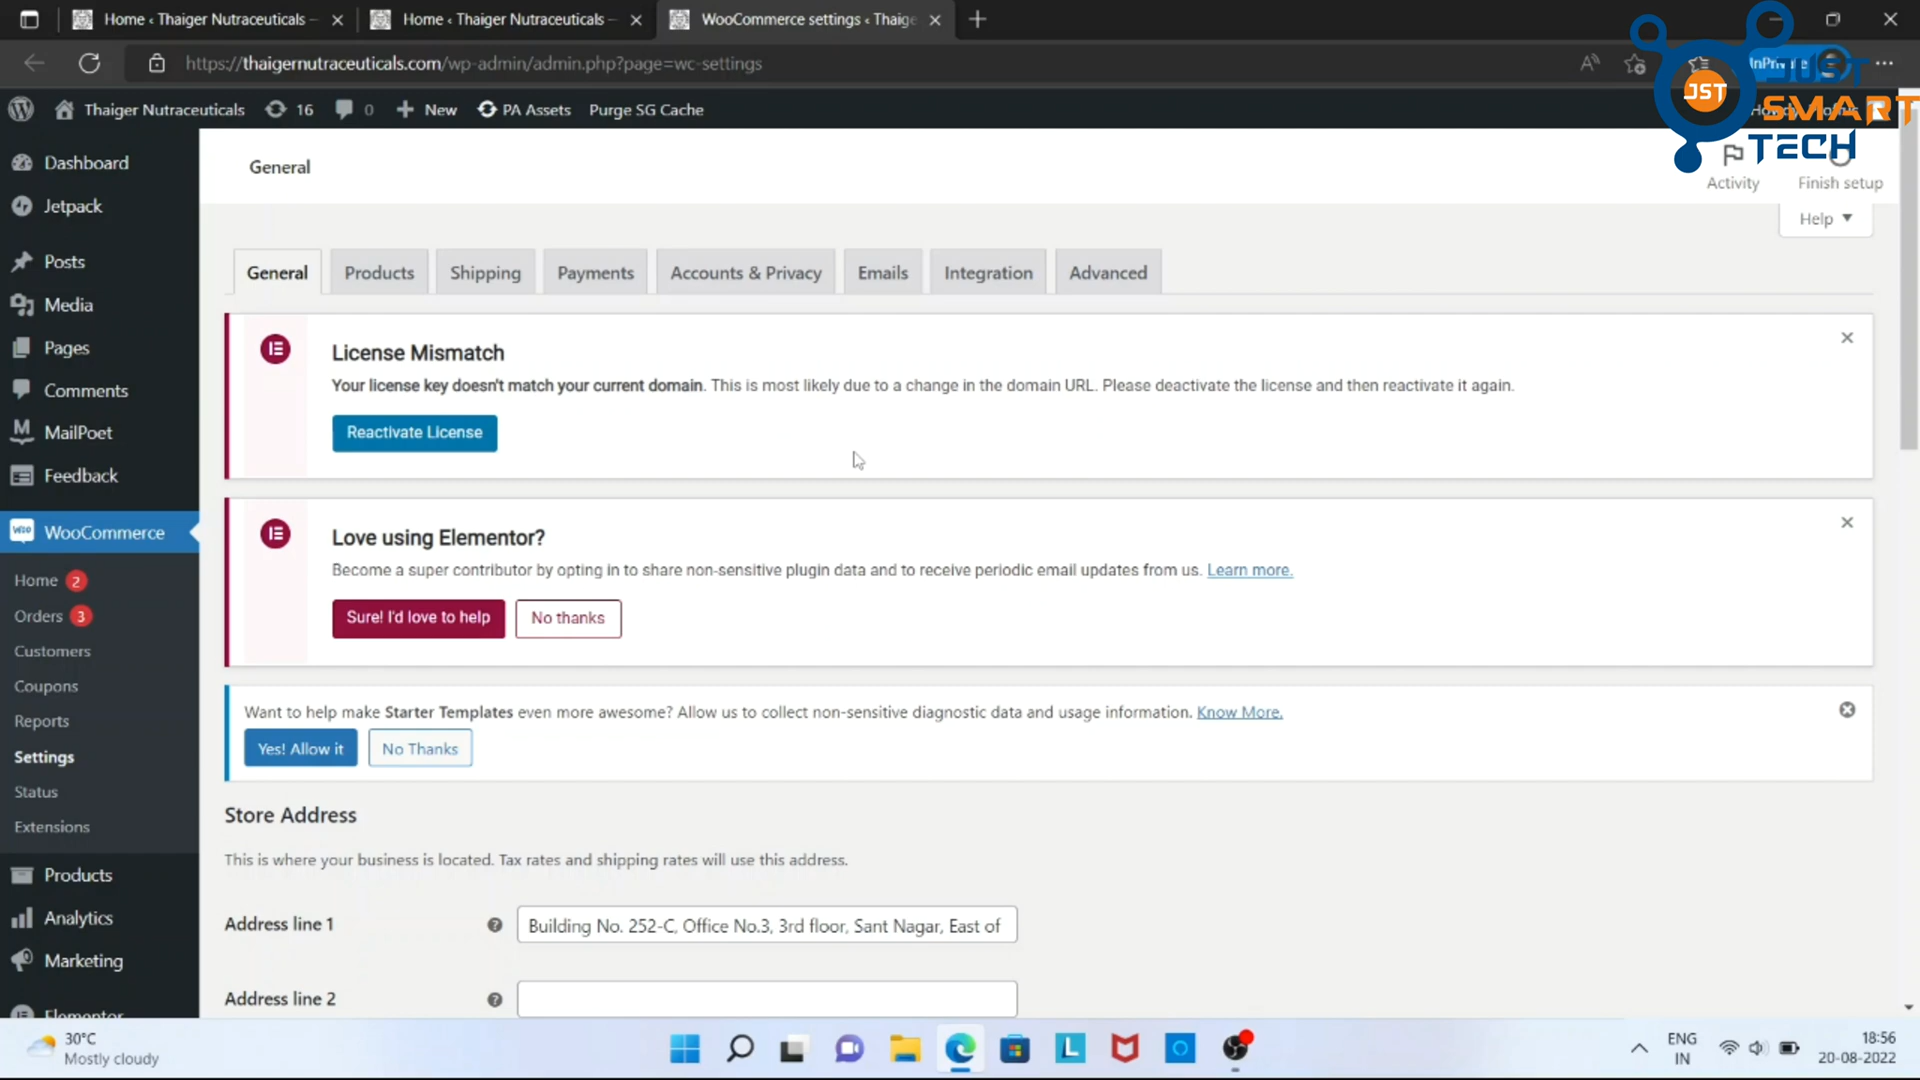 Home ‹ Thaiger Nutraceuticals —
Home ‹ Thaiger Nutraceuticals —
WooCommerce settings ‹ Thaige
https://thaigernutraceuticals.com/wp-admin/admin.php?page=wc-settings
InPrivate
JST
JUST
SMART
TECH
Thaiger Nutraceuticals
16
0
New
PA Assets
Purge SG Cache
Dashboard
Jetpack
Posts
Media
Pages
Comments
MailPoet
Feedback
WooCommerce
Home 2
Orders 3
Customers
Coupons
Reports
Settings
Status
Extensions
Products
Analytics
Marketing
Elementor
General
Activity
Finish setup
Help
General
Products
Shipping
Payments
Accounts & Privacy
Emails
Integration
Advanced
License Mismatch
Your license key doesn't match your current domain. This is most likely due to a change in the domain URL. Please deactivate the license and then reactivate it again.
Reactivate License
Love using Elementor?
Become a super contributor by opting in to share non-sensitive plugin data and to receive periodic email updates from us. Learn more.
Sure! I'd love to help
No thanks
Want to help make Starter Templates even more awesome? Allow us to collect non-sensitive diagnostic data and usage information. Know More.
Yes! Allow it
No Thanks
Store Address
This is where your business is located. Tax rates and shipping rates will use this address.
Address line 1
Building No. 252-C, Office No.3, 3rd floor, Sant Nagar, East of
Address line 2
30°C
Mostly cloudy
ENG
IN
18:56
20-08-2022